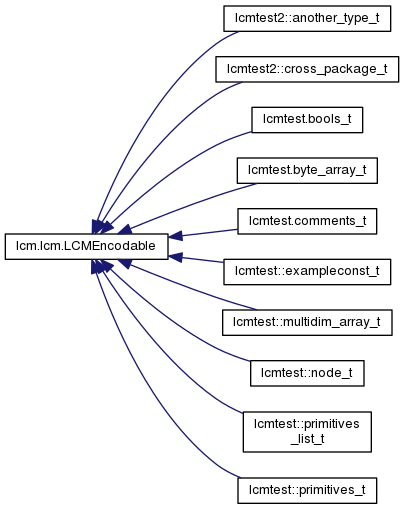 lcmtest2::another_type_t
lcmtest2::cross_package_t
lcmtest.bools_t
lcmtest.byte_array_t
lcmtest.comments_t
lcm.lcm.LCMEncodable
lcmtest::exampleconst_t
lcmtest::multidim_array_t
lcmtest::node_t
lcmtest::primitives
_list_t
lcmtest::primitives_t